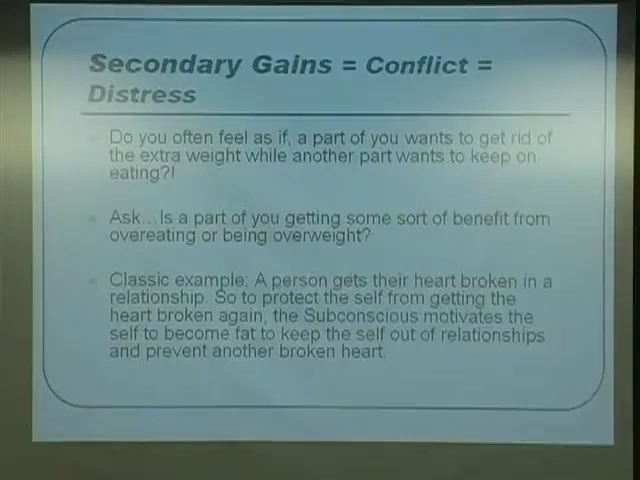 Secondary Gains = Conflict =
Distress
Do you often feel as if, a part of you wants to get rid of
the extra weight while another part wants to keep on
eating?!
Ask...Is a part of you getting some sort of benefit from
overeating or being overweight?
Classic example: A person gets their heart broken in a
relationship. So to protect the self from getting the
heart broken again, the Subconscious motivates the
self to become fat to keep the self out of relationships
and prevent another broken heart.